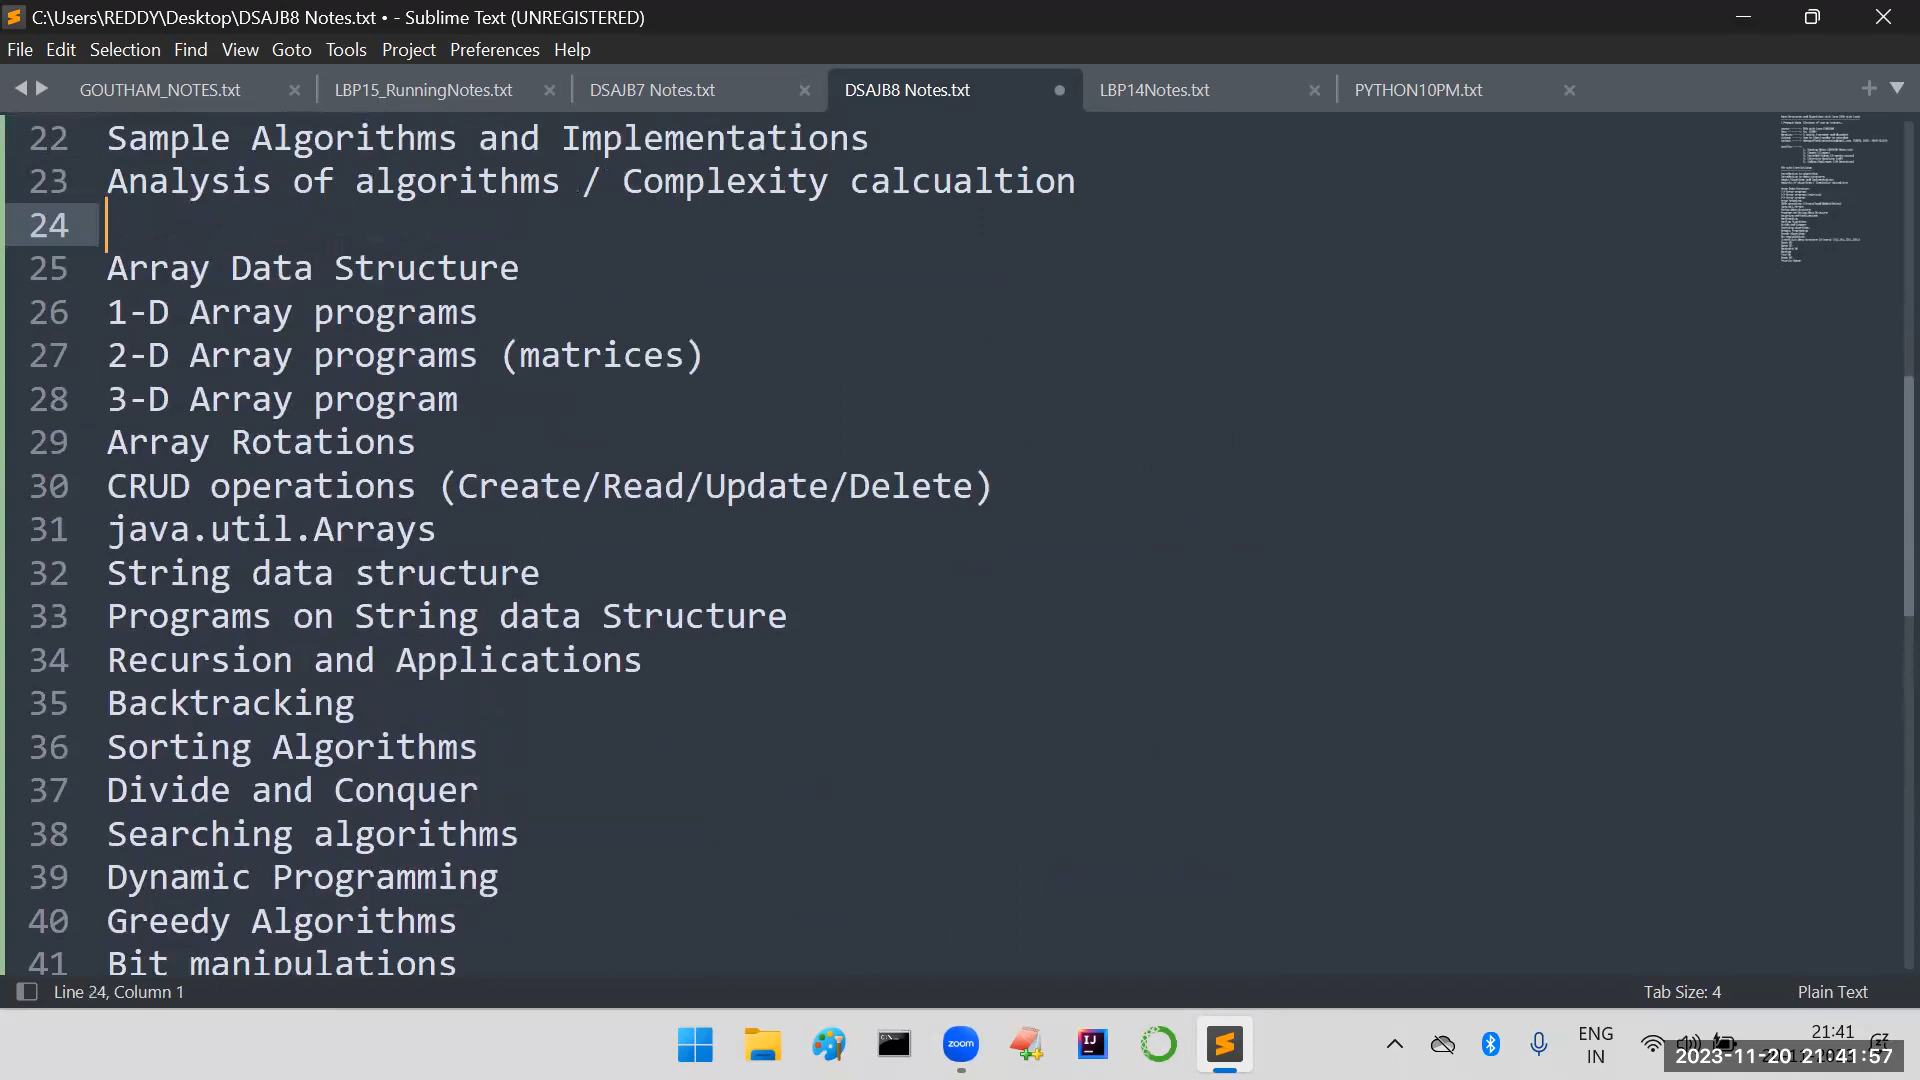 C:\Users\REDDY\Desktop\DSAJB8 Notes.txt • - Sublime Text (UNREGISTERED)
File Edit Selection Find View Goto Tools Project Preferences Help
GOUTHAM_NOTES.txt LBP15_RunningNotes.txt DSAJB7 Notes.txt DSAJB8 Notes.txt LBP14Notes.txt PYTHON10PM.txt
22 Sample Algorithms and Implementations
23 Analysis of algorithms / Complexity calcualtion
24
25 Array Data Structure
26 1-D Array programs
27 2-D Array programs (matrices)
28 3-D Array program
29 Array Rotations
30 CRUD operations (Create/Read/Update/Delete)
31 java.util.Arrays
32 String data structure
33 Programs on String data Structure
34 Recursion and Applications
35 Backtracking
36 Sorting Algorithms
37 Divide and Conquer
38 Searching algorithms
39 Dynamic Programming
40 Greedy Algorithms
41 Bit manipulations
Line 24, Column 1 Tab Size: 4 Plain Text
zoom IJ ENG IN 21:41
2023-11-20 21:41:57